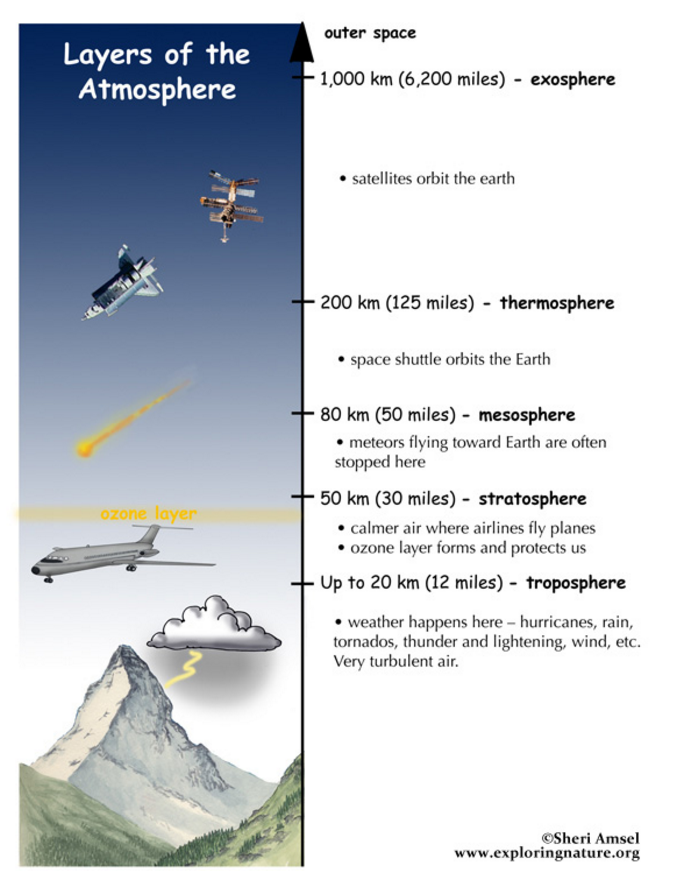 Layers of the
Atmosphere
outer space
1,000 km (6,200 miles) - exosphere
• satellites orbit the earth
200 km (125 miles) - thermosphere
• space shuttle orbits the Earth
80 km (50 miles) - mesosphere
• meteors flying toward Earth are often
stopped here
50 km (30 miles) - stratosphere
ozone layer
• calmer air where airlines fly planes
• ozone layer forms and protects us
Up to 20 km (12 miles) - troposphere
• weather happens here – hurricanes, rain,
tornados, thunder and lightening, wind, etc.
Very turbulent air.
©Sheri Amsel
www.exploringnature.org